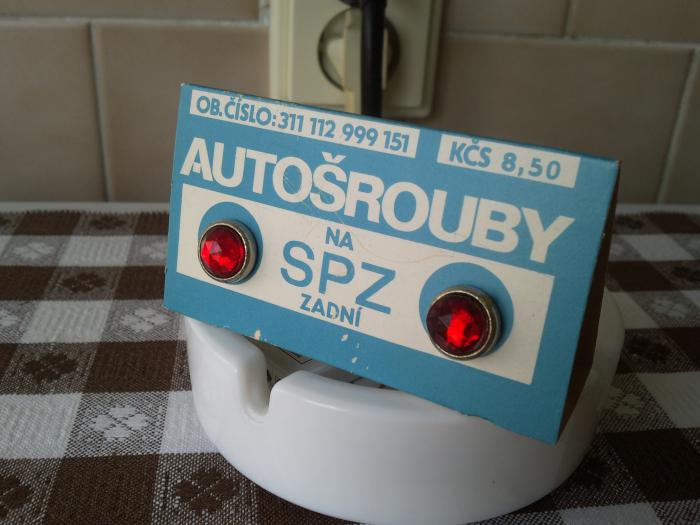 OB.ČÍSLO: 311 112 999 151 KČS 8,50
AUTOŠROUBY
NA
SPZ
ZADNÍ